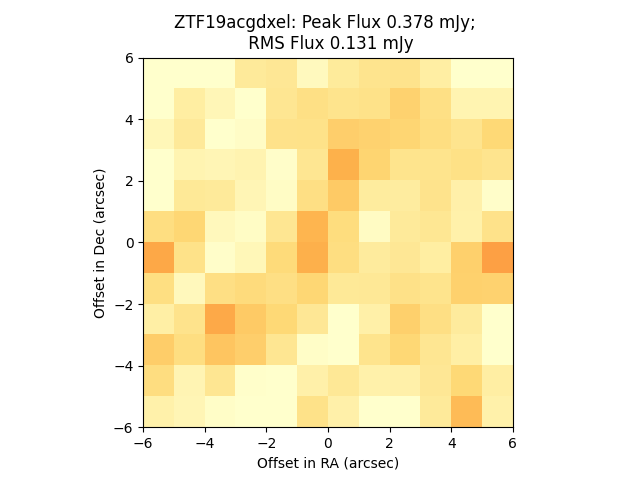 ZTF19acgdxel: Peak Flux 0.378 mJy;
RMS Flux 0.131 mJy
6
4
2
0
−2
−4
−6
Offset in Dec (arcsec)
−6 −4 −2 0 2 4 6
Offset in RA (arcsec)